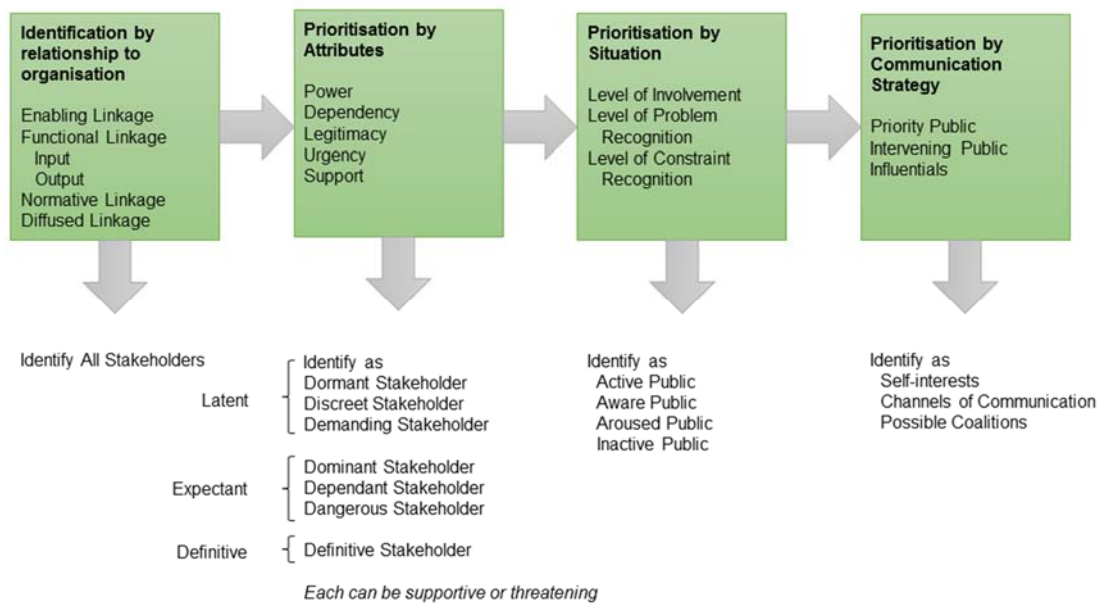 Identification by
relationship to
organisation
Enabling Linkage
Functional Linkage
Input
Output
Normative Linkage
Diffused Linkage
Prioritisation by
Attributes
Power
Dependency
Legitimacy
Urgency
Support
Prioritisation by
Situation
Level of Involvement
Level of Problem
Recognition
Level of Constraint
Recognition
Prioritisation by
Communication
Strategy
Priority Public
Intervening Public
Influentials
Identify All Stakeholders
Latent
Identify as
Dormant Stakeholder
Discreet Stakeholder
Demanding Stakeholder
Expectant
Dominant Stakeholder
Dependant Stakeholder
Dangerous Stakeholder
Definitive
Definitive Stakeholder
Each can be supportive or threatening
Identify as
Active Public
Aware Public
Aroused Public
Inactive Public
Identify as
Self-interests
Channels of Communication
Possible Coalitions